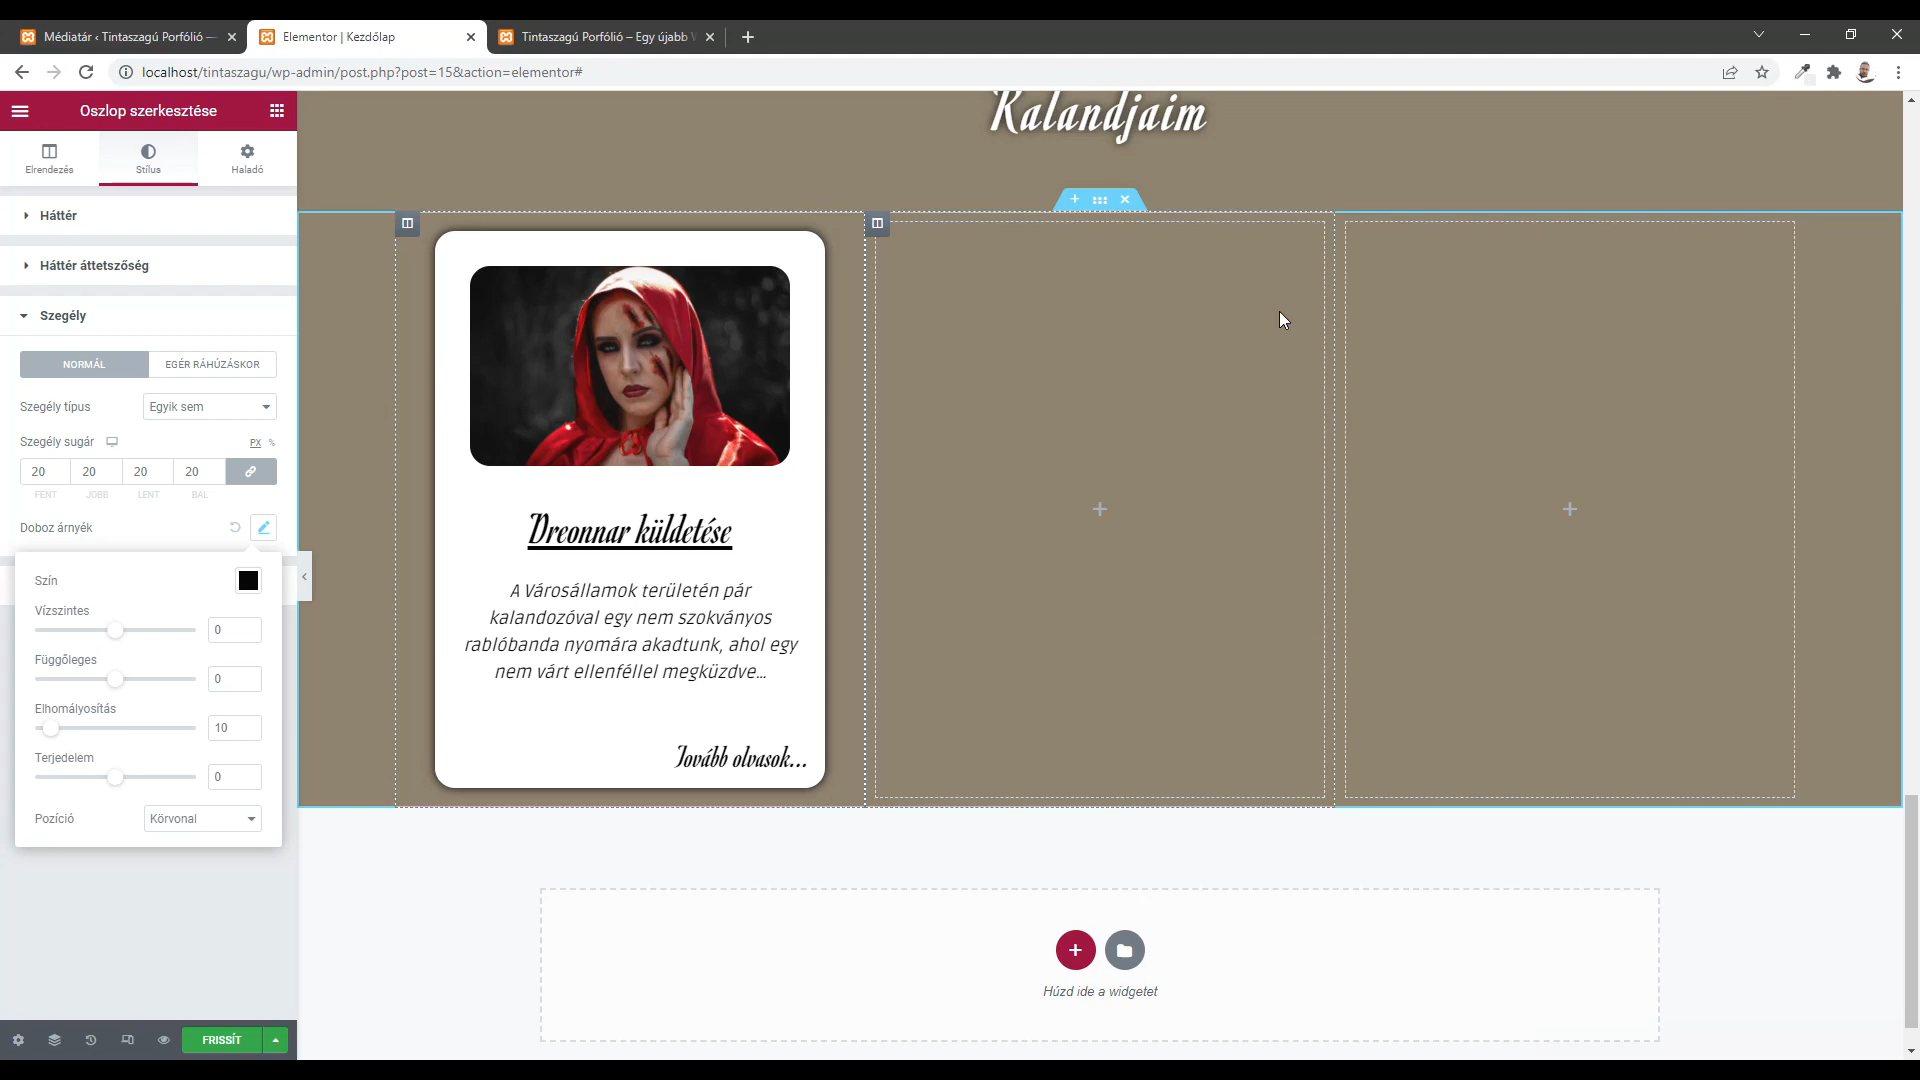 Médiatár ‹ Tintaszagú Porfólió —
Elementor | Kezdőlap
Tintaszagú Porfólió – Egy újabb
localhost/tintaszagu/wp-admin/post.php?post=15&action=elementor#
Oszlop szerkesztése
Elrendezés
Stílus
Haladó
Háttér
Háttér áttetszőség
Szegély
NORMÁL
EGÉR RÁHÚZÁSKOR
Szegély típus
Egyik sem
Szegély sugár
PX
%
20
20
20
20
FENT
JOBB
LENT
BAL
Doboz árnyék
Szín
Vízszintes
0
Függőleges
0
Elhomályosítás
10
Terjedelem
0
Pozíció
Körvonal
FRISSÍT
Kalandjaim
Dreonnar küldetése
A Városállamok területén pár
kalandozóval egy nem szokványos
rablóbanda nyomára akadtunk, ahol egy
nem várt ellenféllel megküzdve...
Tovább olvasok...
Húzd ide a widgetet